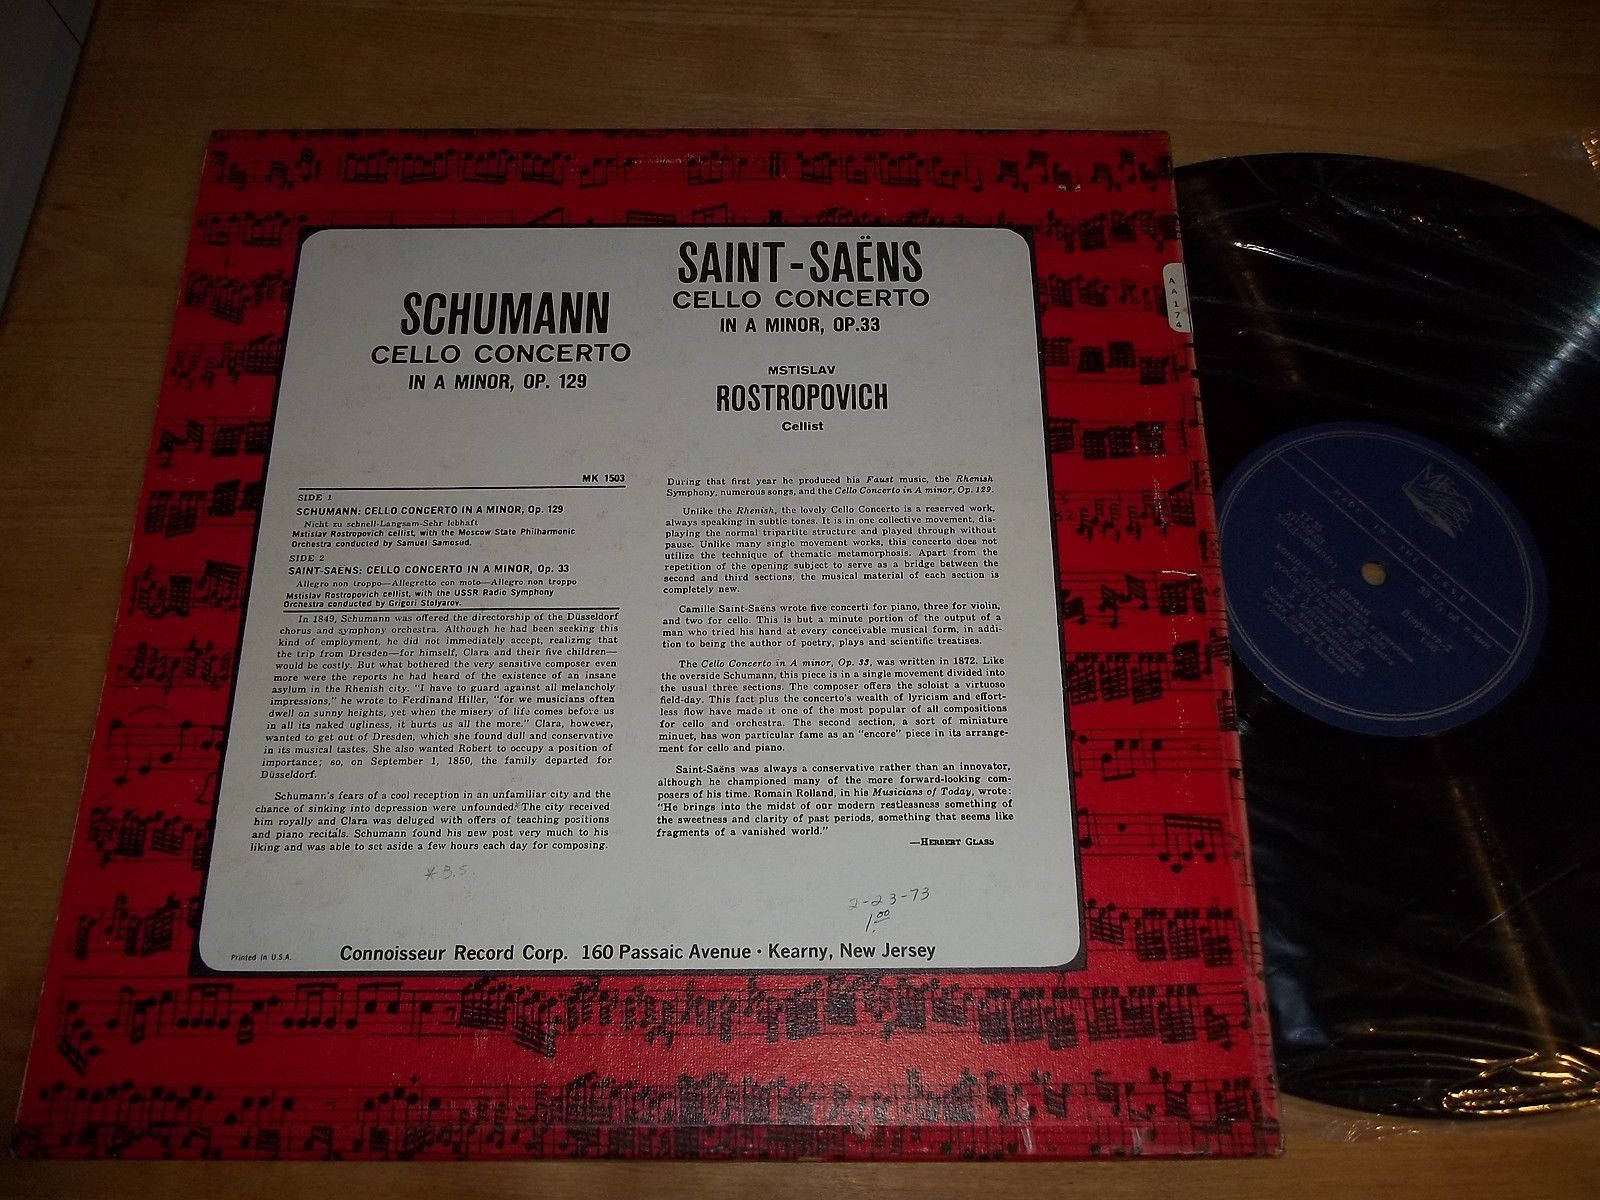 SCHUMANN
CELLO CONCERTO
IN A MINOR, OP. 129
SAINT-SAËNS
CELLO CONCERTO
IN A MINOR, OP.33
MSTISLAV
ROSTROPOVICH
Cellist
MK 1503
SIDE 1
SCHUMANN: CELLO CONCERTO IN A MINOR, Op. 129
Nicht zu schnell-Langsam-Sehr lebhaft
Mstislav Rostropovich cellist, with the Moscow State Philharmonic
Orchestra conducted by Samuel Samosud.
SIDE 2
SAINT-SAËNS: CELLO CONCERTO IN A MINOR, Op. 33
Allegro non troppo—Allegretto con moto—Allegro non troppo
Mstislav Rostropovich cellist, with the USSR Radio Symphony
Orchestra conducted by Grigori Stolyarov.
In 1849, Schumann was offered the directorship of the Düsseldorf
chorus and symphony orchestra. Although he had been seeking this
kind of employment, he did not immediately accept, realizing that
the trip from Dresden—for himself, Clara and their five children—
would be costly. But what bothered the very sensitive composer even
more were the reports he had heard of the existence of an insane
asylum in the Rhenish city. "I have to guard against all melancholy
impressions," he wrote to Ferdinand Hiller, "for we musicians often
dwell on sunny heights, yet when the misery of life comes before us
in all its naked ugliness, it hurts us all the more." Clara, however,
wanted to get out of Dresden, which she found dull and conservative
in its musical tastes. She also wanted Robert to occupy a position of
importance; so, on September 1, 1850, the family departed for
Düsseldorf.
Schumann's fears of a cool reception in an unfamiliar city and the
chance of sinking into depression were unfounded. The city received
him royally and Clara was deluged with offers of teaching positions
and piano recitals. Schumann found his new post very much to his
liking and was able to set aside a few hours each day for composing.
During that first year he produced his Faust music, the Rhenish
Symphony, numerous songs, and the Cello Concerto in A minor, Op. 129.
Unlike the Rhenish, the lovely Cello Concerto is a reserved work,
always speaking in subtle tones. It is in one collective movement, dis-
playing the normal tripartite structure and played through without
pause. Unlike many single movement works, this concerto does not
utilize the technique of thematic metamorphosis. Apart from the
repetition of the opening subject to serve as a bridge between the
second and third sections, the musical material of each section is
completely new.
Camille Saint-Saëns wrote five concerti for piano, three for violin,
and two for cello. This is but a minute portion of the output of a
man who tried his hand at every conceivable musical form, in addi-
tion to being the author of poetry, plays and scientific treatises.
The Cello Concerto in A minor, Op. 33, was written in 1872. Like
the overside Schumann, this piece is in a single movement divided into
the usual three sections. The composer offers the soloist a virtuoso
field-day. This fact plus the concerto's wealth of lyricism and effort-
less flow have made it one of the most popular of all compositions
for cello and orchestra. The second section, a sort of miniature
minuet, has won particular fame as an "encore" piece in its arrange-
ment for cello and piano.
Saint-Saëns was always a conservative rather than an innovator,
although he championed many of the more forward-looking com-
posers of his time. Romain Rolland, in his Musicians of Today, wrote:
"He brings into the midst of our modern restlessness something of
the sweetness and clarity of past periods, something that seems like
fragments of a vanished world."
—HERBERT GLASS
* B.S.
2-23-73
1.00
Printed in U.S.A.
Connoisseur Record Corp. 160 Passaic Avenue · Kearny, New Jersey
AA174
MADE IN THE USSR
33